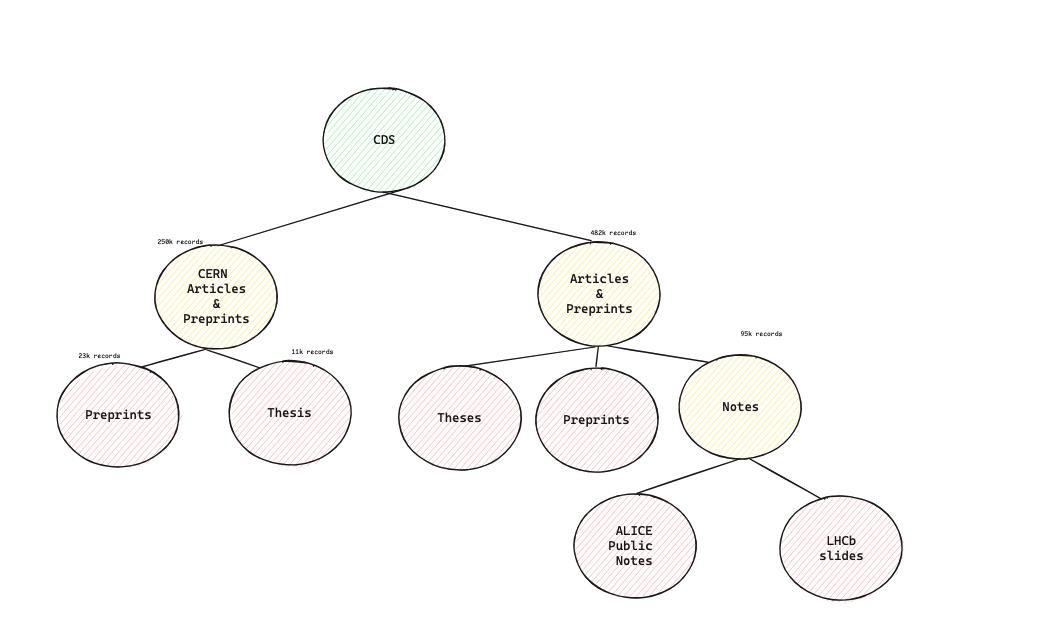 CDS
250k records
482k records
CERN
Articles
&
Preprints
Articles
&
Preprints
23k records
11k records
95k records
Preprints
Thesis
Theses
Preprints
Notes
ALICE
Public
Notes
LHCb
slides